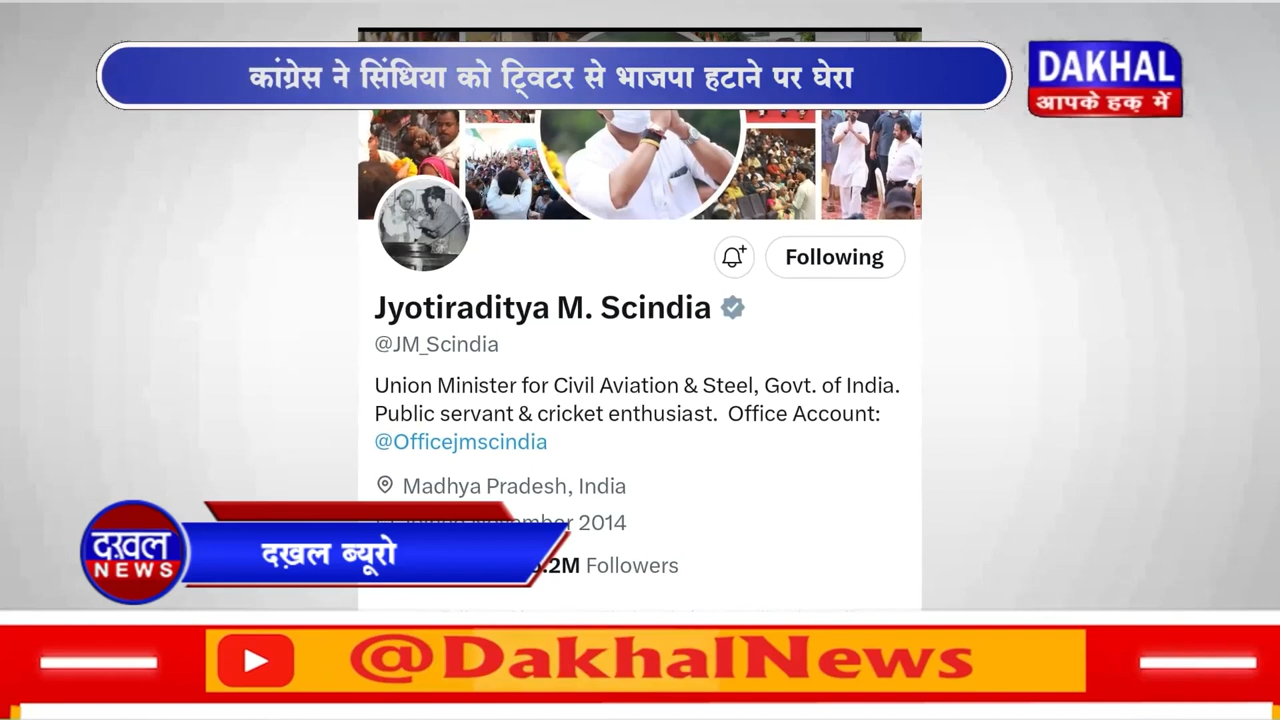 कांग्रेस ने सिंधिया को ट्विटर से भाजपा हटाने पर घेरा
DAKHAL
आपके हक़ में
Following
Jyotiraditya M. Scindia
@JM_Scindia
Union Minister for Civil Aviation & Steel, Govt. of India.
Public servant & cricket enthusiast. Office Account:
@Officejmscindia
Madhya Pradesh, India
2014
Followers
दख़ल
NEWS
दख़ल ब्यूरो
@DakhalNews